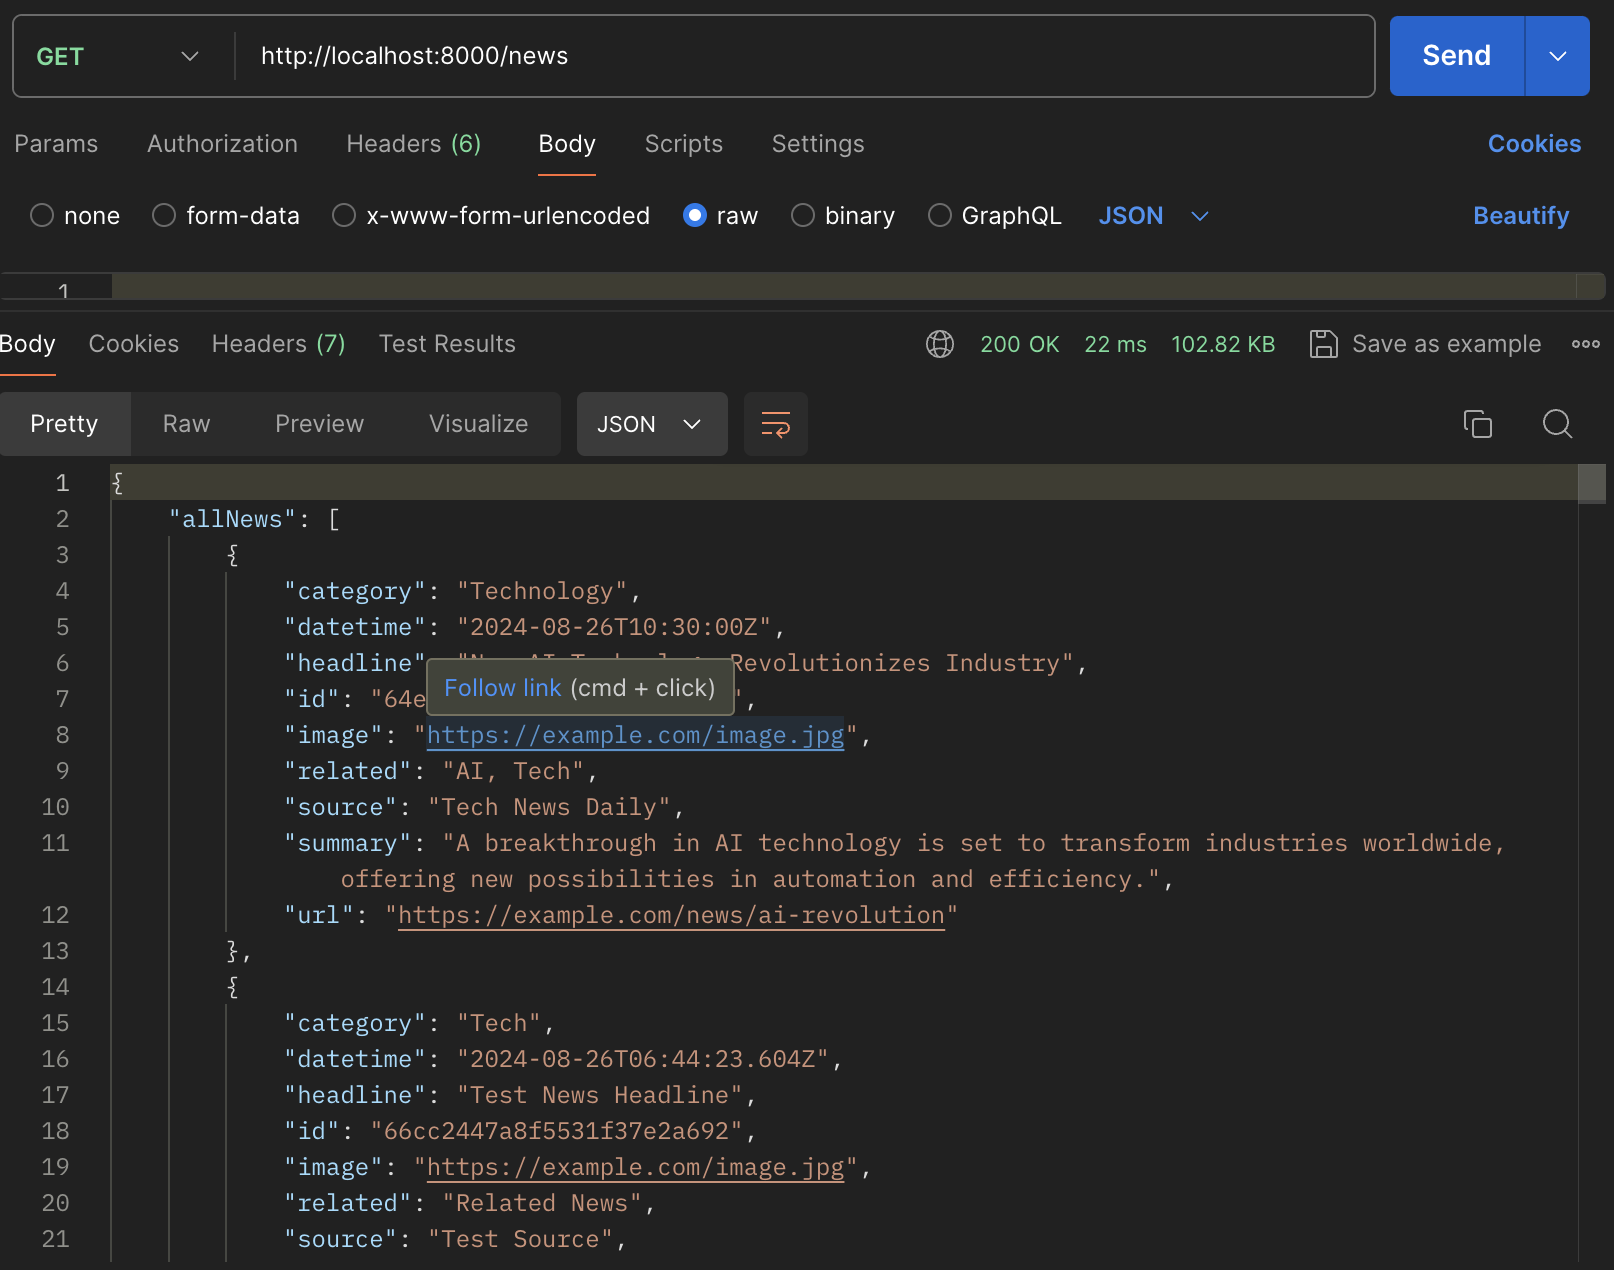 GET http://localhost:8000/news Send
Params Authorization Headers (6) Body Scripts Settings Cookies
none form-data x-www-form-urlencoded raw binary GraphQL JSON Beautify
1
Body Cookies Headers (7) Test Results 200 OK 22 ms 102.82 KB Save as example
Pretty Raw Preview Visualize JSON
1 {
2 "allNews": [
3 {
4 "category": "Technology",
5 "datetime": "2024-08-26T10:30:00Z",
6 "headline" Revolutionizes Industry",
Follow link (cmd + click)
7 "id": "64e ",
8 "image": "https://example.com/image.jpg",
9 "related": "AI, Tech",
10 "source": "Tech News Daily",
11 "summary": "A breakthrough in AI technology is set to transform industries worldwide,
offering new possibilities in automation and efficiency.",
12 "url": "https://example.com/news/ai-revolution"
13 },
14 {
15 "category": "Tech",
16 "datetime": "2024-08-26T06:44:23.604Z",
17 "headline": "Test News Headline",
18 "id": "66cc2447a8f5531f37e2a692",
19 "image": "https://example.com/image.jpg",
20 "related": "Related News",
21 "source": "Test Source",